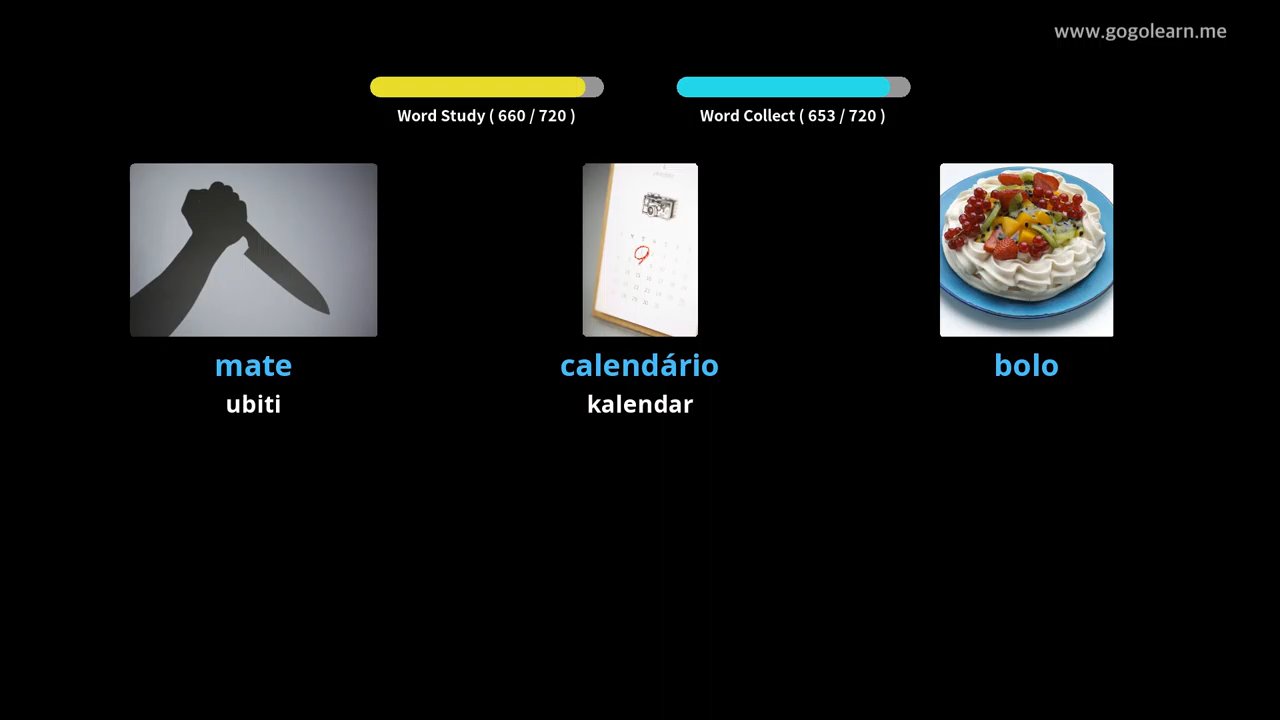 www.gogolearn.me
Word Study ( 660 / 720 )
Word Collect ( 653 / 720 )
mate
calendário
bolo
ubiti
kalendar